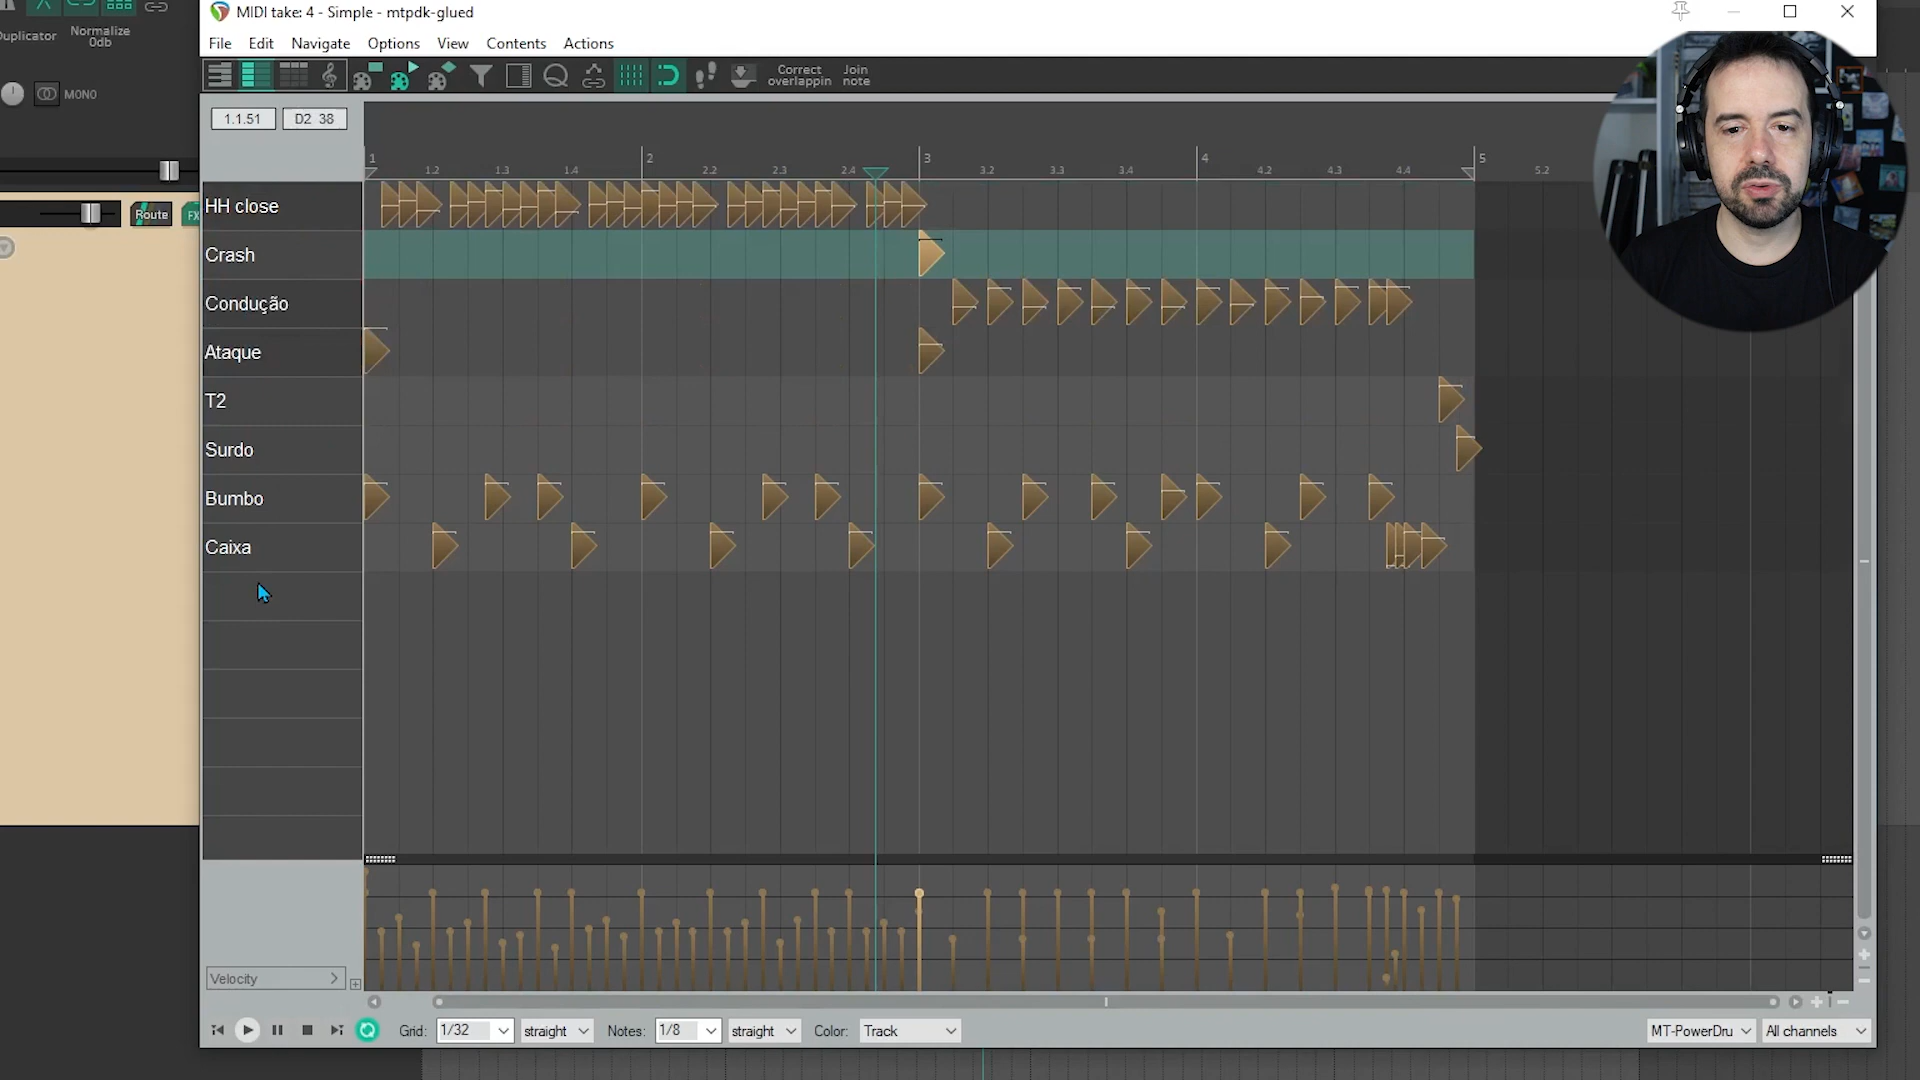 MIDI take: 4 - Simple - mtpdk-glued
File Edit Navigate Options View Contents Actions
uplicator
Normalize
0db
MONO
Route
FX
Correct
overlappin
Join
note
1.1.51
D2 38
1 1.2 1.3 1.4 2 2.2 2.3 2.4 3 3.2 3.3 3.4 4 4.2 4.3 4.4 5 5.2
HH close
Crash
Condução
Ataque
T2
Surdo
Bumbo
Caixa
Velocity
Grid: 1/32 straight Notes: 1/8 straight Color: Track
MT-PowerDru All channels